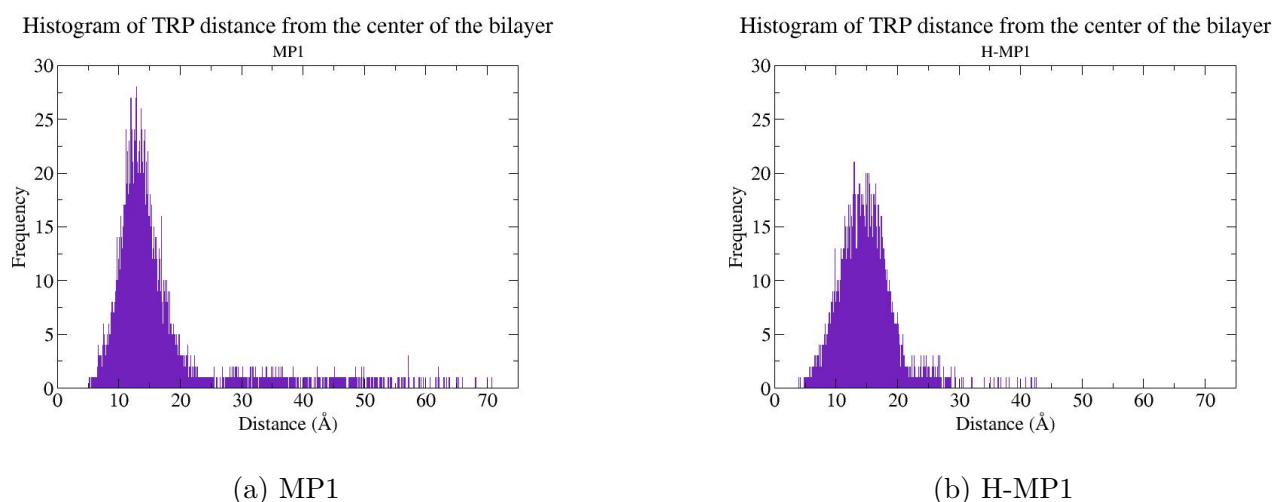 Histogram of TRP distance from the center of the bilayer
MP1
30
25
20
15
10
5
0
Frequency
0 10 20 30 40 50 60 70
Distance (Å)
(a) MP1
Histogram of TRP distance from the center of the bilayer
H-MP1
30
25
20
15
10
5
0
Frequency
0 10 20 30 40 50 60 70
Distance (Å)
(b) H-MP1